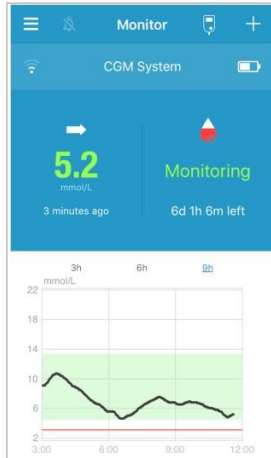 Monitor
CGM System
5.2
mmol/L
3 minutes ago
Monitoring
6d 1h 6m left
3h 6h 9h
mmol/L
22
18
14
10
6
2
3:00 6:00 9:00 12:00